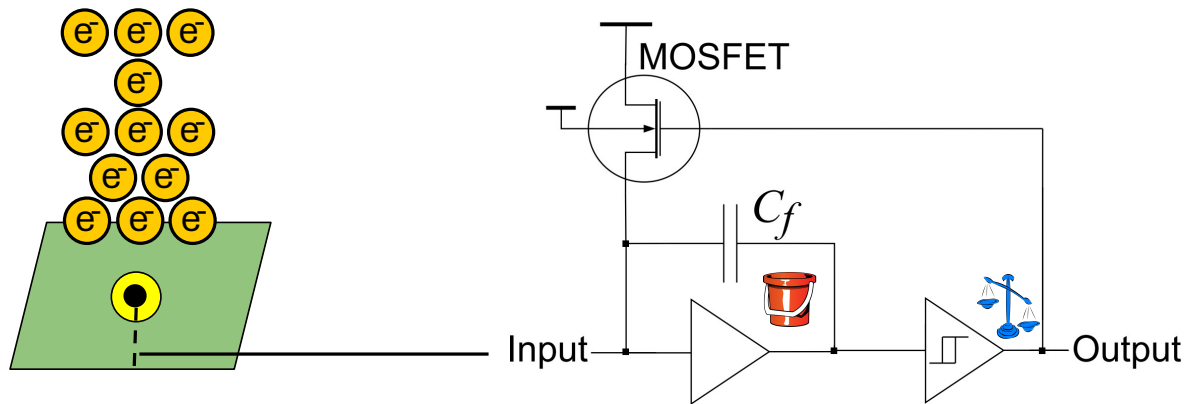 e⁻ e⁻ e⁻
e⁻
e⁻ e⁻ e⁻
e⁻ e⁻
e⁻ e⁻ e⁻
MOSFET
C_f
Input
Output